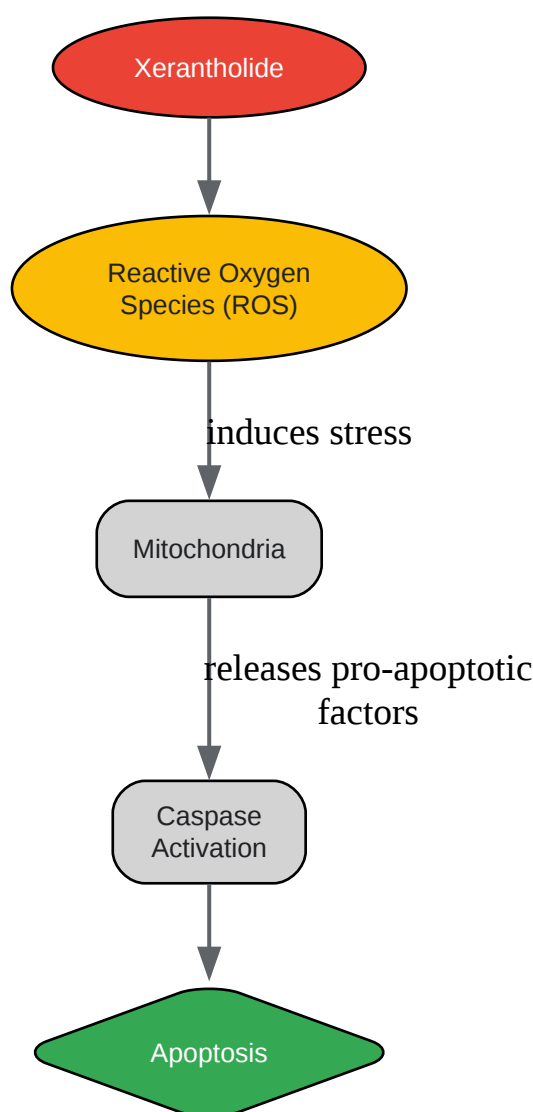 Xerantholide
Reactive Oxygen
Species (ROS)
induces stress
Mitochondria
releases pro-apoptotic
factors
Caspase
Activation
Apoptosis